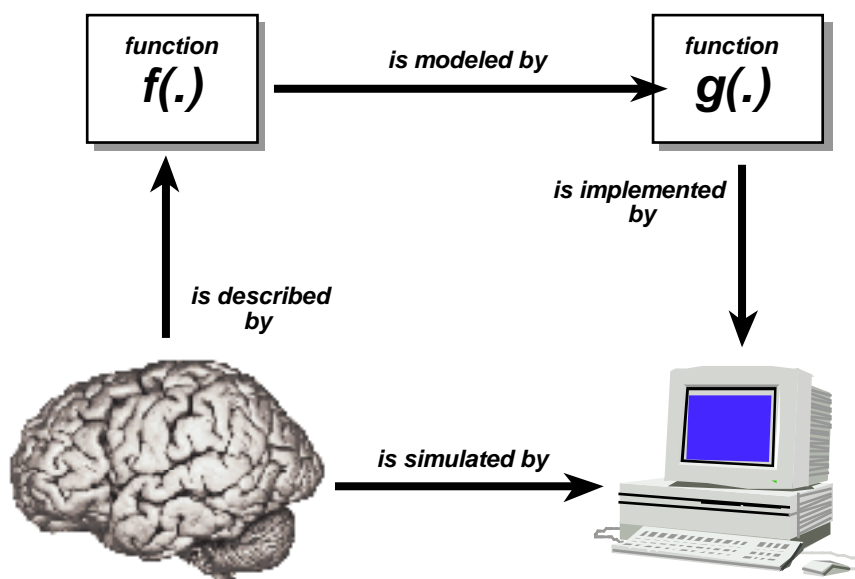 function
f(.)
is modeled by
function
g(.)
is implemented
by
is described
by
is simulated by